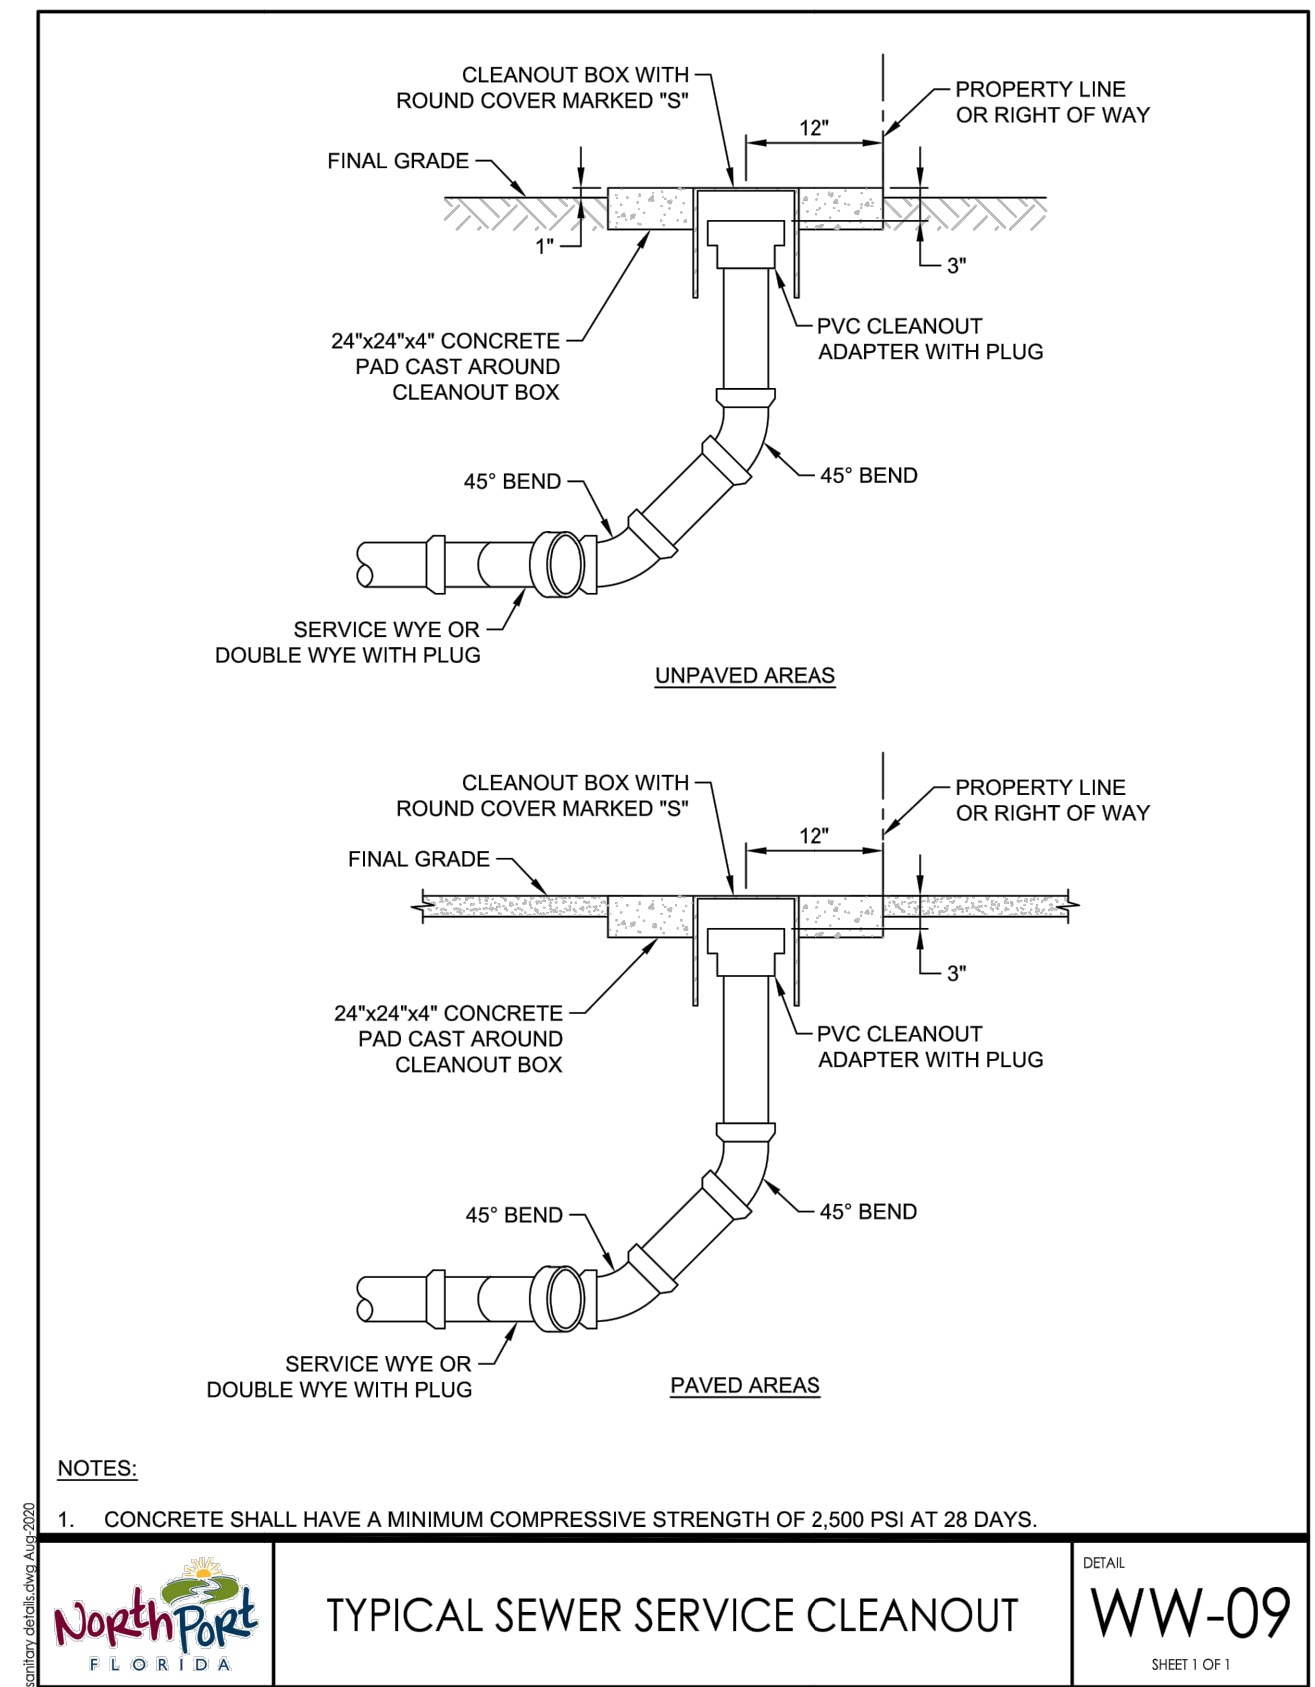 CLEANOUT BOX WITH
ROUND COVER MARKED "S"
PROPERTY LINE
OR RIGHT OF WAY
12"
FINAL GRADE
1"
3"
24"x24"x4" CONCRETE
PAD CAST AROUND
CLEANOUT BOX
PVC CLEANOUT
ADAPTER WITH PLUG
45° BEND
45° BEND
SERVICE WYE OR
DOUBLE WYE WITH PLUG
UNPAVED AREAS
CLEANOUT BOX WITH
ROUND COVER MARKED "S"
PROPERTY LINE
OR RIGHT OF WAY
12"
FINAL GRADE
3"
24"x24"x4" CONCRETE
PAD CAST AROUND
CLEANOUT BOX
PVC CLEANOUT
ADAPTER WITH PLUG
45° BEND
45° BEND
SERVICE WYE OR
DOUBLE WYE WITH PLUG
PAVED AREAS
NOTES:
1. CONCRETE SHALL HAVE A MINIMUM COMPRESSIVE STRENGTH OF 2,500 PSI AT 28 DAYS.
sanitary details.dwg Aug-2020
North Port
FLORIDA
TYPICAL SEWER SERVICE CLEANOUT
DETAIL
WW-09
SHEET 1 OF 1